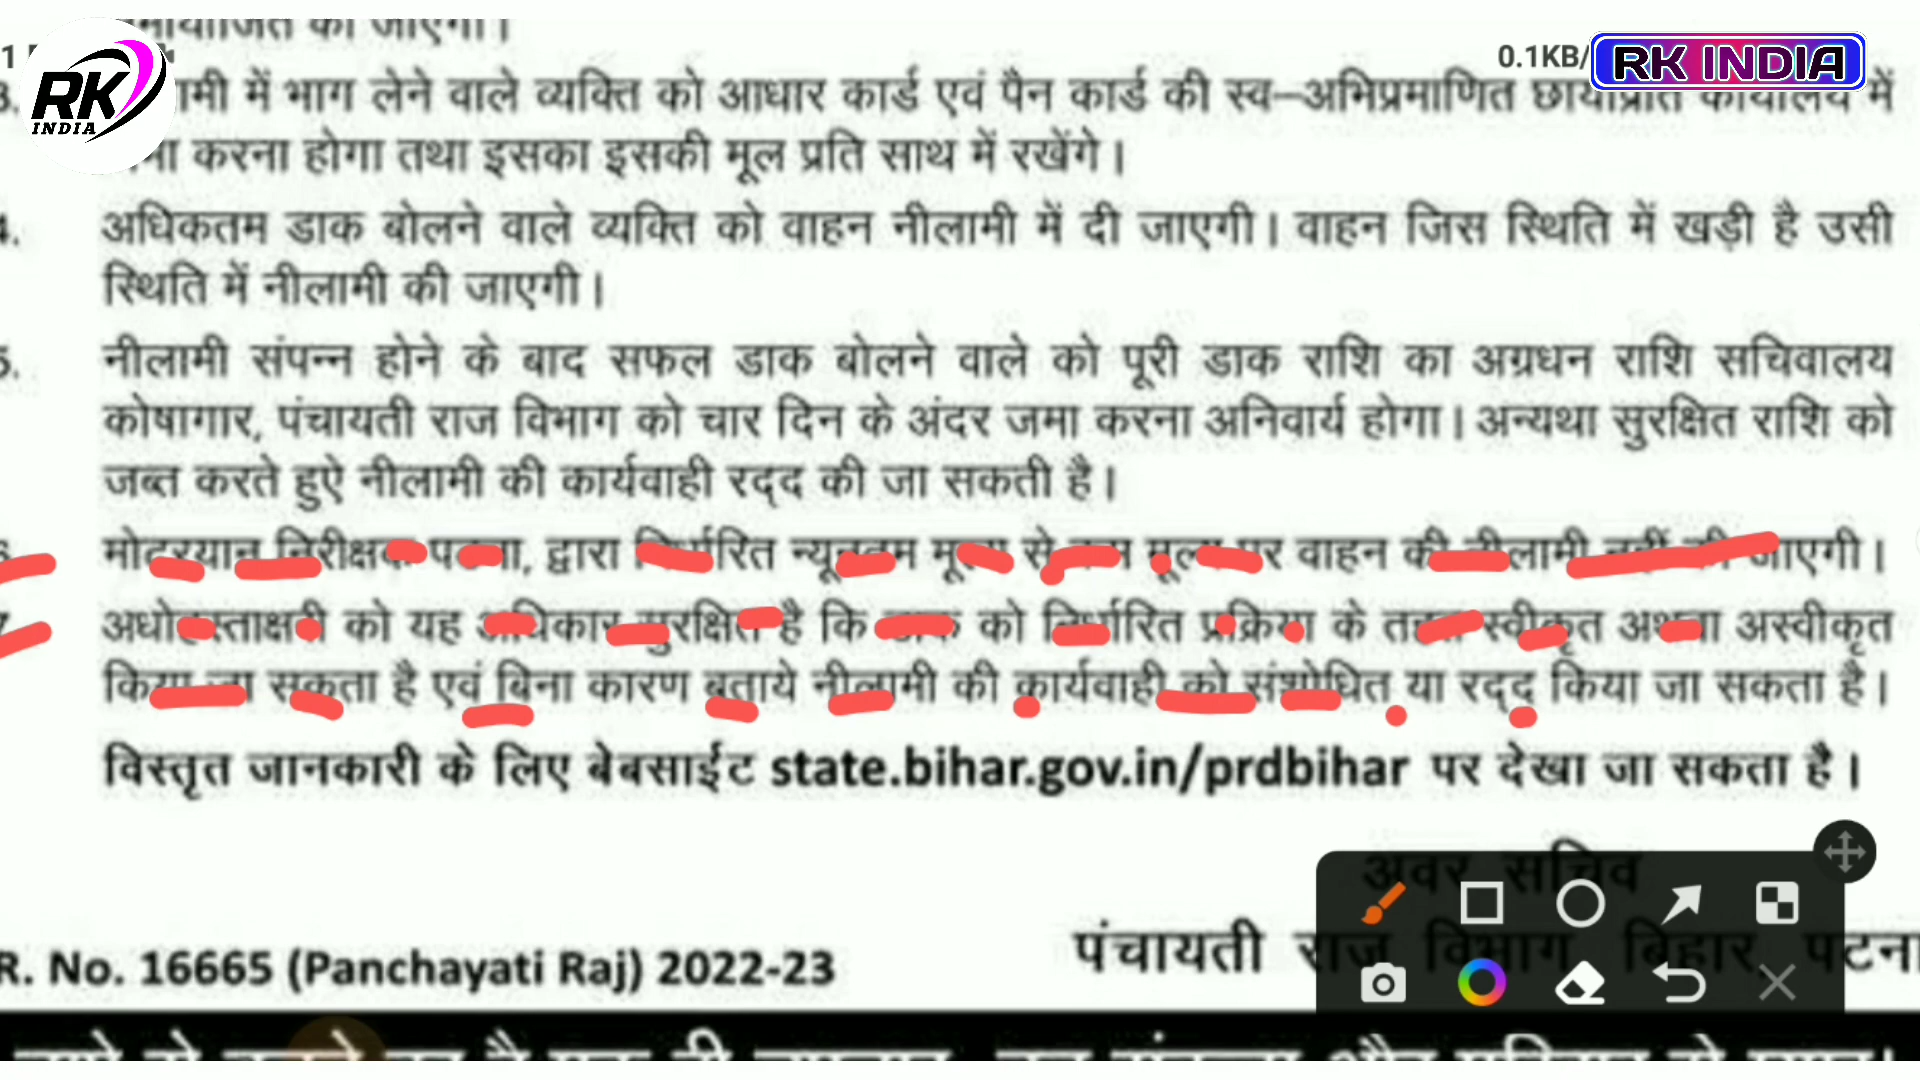 समायोजित की जाएगी।
0.1KB/
RK INDIA
RK
INDIA
3. नीलामी में भाग लेने वाले व्यक्ति को आधार कार्ड एवं पैन कार्ड की स्व–अभिप्रमाणित छायाप्रति कार्यालय में
जमा करना होगा तथा इसका इसकी मूल प्रति साथ में रखेंगे।
4. अधिकतम डाक बोलने वाले व्यक्ति को वाहन नीलामी में दी जाएगी। वाहन जिस स्थिति में खड़ी है उसी
स्थिति में नीलामी की जाएगी।
5. नीलामी संपन्न होने के बाद सफल डाक बोलने वाले को पूरी डाक राशि का अग्रधन राशि सचिवालय
कोषागार, पंचायती राज विभाग को चार दिन के अंदर जमा करना अनिवार्य होगा। अन्यथा सुरक्षित राशि को
जब्त करते हुऐ नीलामी की कार्यवाही रद्द की जा सकती है।
मोटरयान निरीक्षक पटना, द्वारा निर्धारित न्यूनतम मूल्य से कम मूल्य पर वाहन की नीलामी नहीं की जाएगी।
अधोहस्ताक्षरी को यह अधिकार सुरक्षित है कि डाक को निर्धारित प्रक्रिया के तहत स्वीकृत अथवा अस्वीकृत
किया जा सकता है एवं बिना कारण बताये नीलामी की कार्यवाही को संशोधित या रद्द किया जा सकता है।
विस्तृत जानकारी के लिए बेबसाईट state.bihar.gov.in/prdbihar पर देखा जा सकता है।
अवर सचिव
पंचायती राज विभाग, बिहार, पटना
R. No. 16665 (Panchayati Raj) 2022-23